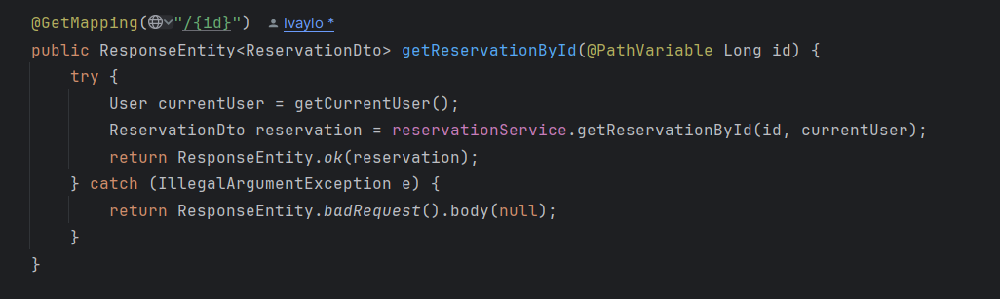 @GetMapping("/{id}") Ivaylo *
public ResponseEntity<ReservationDto> getReservationById(@PathVariable Long id) {
    try {
        User currentUser = getCurrentUser();
        ReservationDto reservation = reservationService.getReservationById(id, currentUser);
        return ResponseEntity.ok(reservation);
    } catch (IllegalArgumentException e) {
        return ResponseEntity.badRequest().body(null);
    }
}